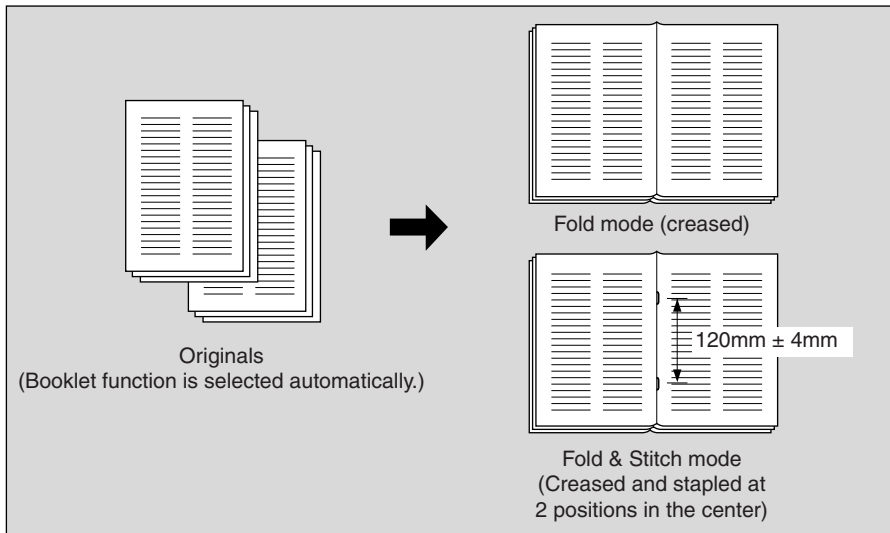 Originals
(Booklet function is selected automatically.)
Fold mode (creased)
120mm ± 4mm
Fold & Stitch mode
(Creased and stapled at
2 positions in the center)